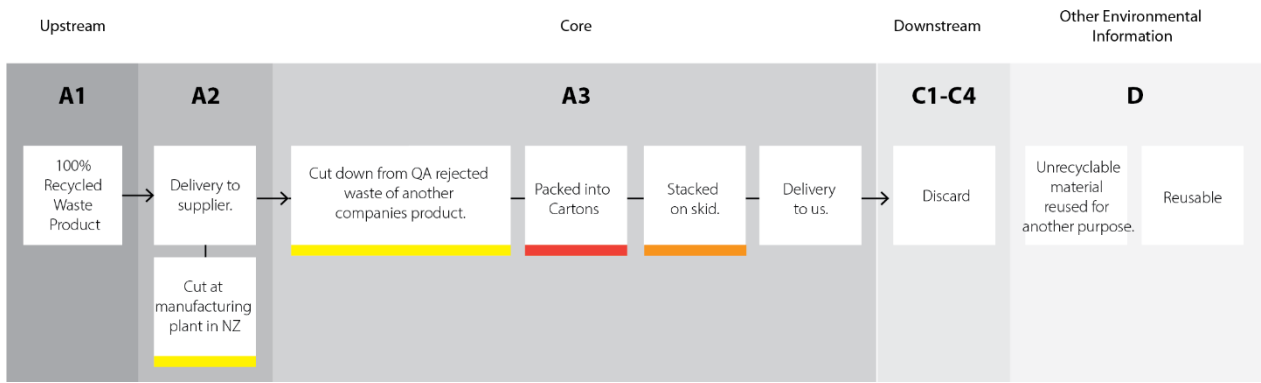 Upstream
Core
Downstream
Other Environmental
Information
A1
A2
A3
C1-C4
D
100%
Recycled
Waste
Product
Delivery to
supplier.
Cut at
manufacturing
plant in NZ
Cut down from QA rejected
waste of another
companies product.
Packed into
Cartons
Stacked
on skid.
Delivery
to us.
Discard
Unrecyclable
material
reused for
another purpose.
Reusable